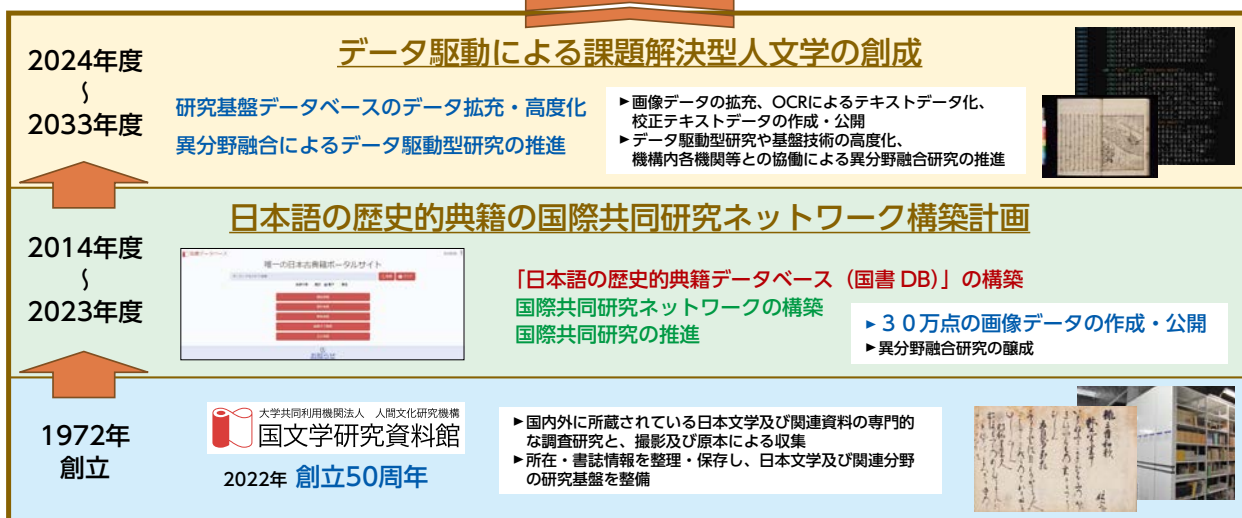 2024年度
〜
2033年度
データ駆動による課題解決型人文学の創成
研究基盤データベースのデータ拡充・高度化
異分野融合によるデータ駆動型研究の推進
▶画像データの拡充、OCRによるテキストデータ化、
校正テキストデータの作成・公開
▶データ駆動型研究や基盤技術の高度化、
機構内各機関等との協働による異分野融合研究の推進
2014年度
〜
2023年度
日本語の歴史的典籍の国際共同研究ネットワーク構築計画
唯一の日本古典籍ポータルサイト
お知らせ
「日本語の歴史的典籍データベース（国書 DB）」の構築
国際共同研究ネットワークの構築
国際共同研究の推進
▶３０万点の画像データの作成・公開
▶異分野融合研究の醸成
1972年
創立
大学共同利用機関法人 人間文化研究機構
国文学研究資料館
2022年 創立50周年
▶国内外に所蔵されている日本文学及び関連資料の専門的
な調査研究と、撮影及び原本による収集
▶所在・書誌情報を整理・保存し、日本文学及び関連分野
の研究基盤を整備